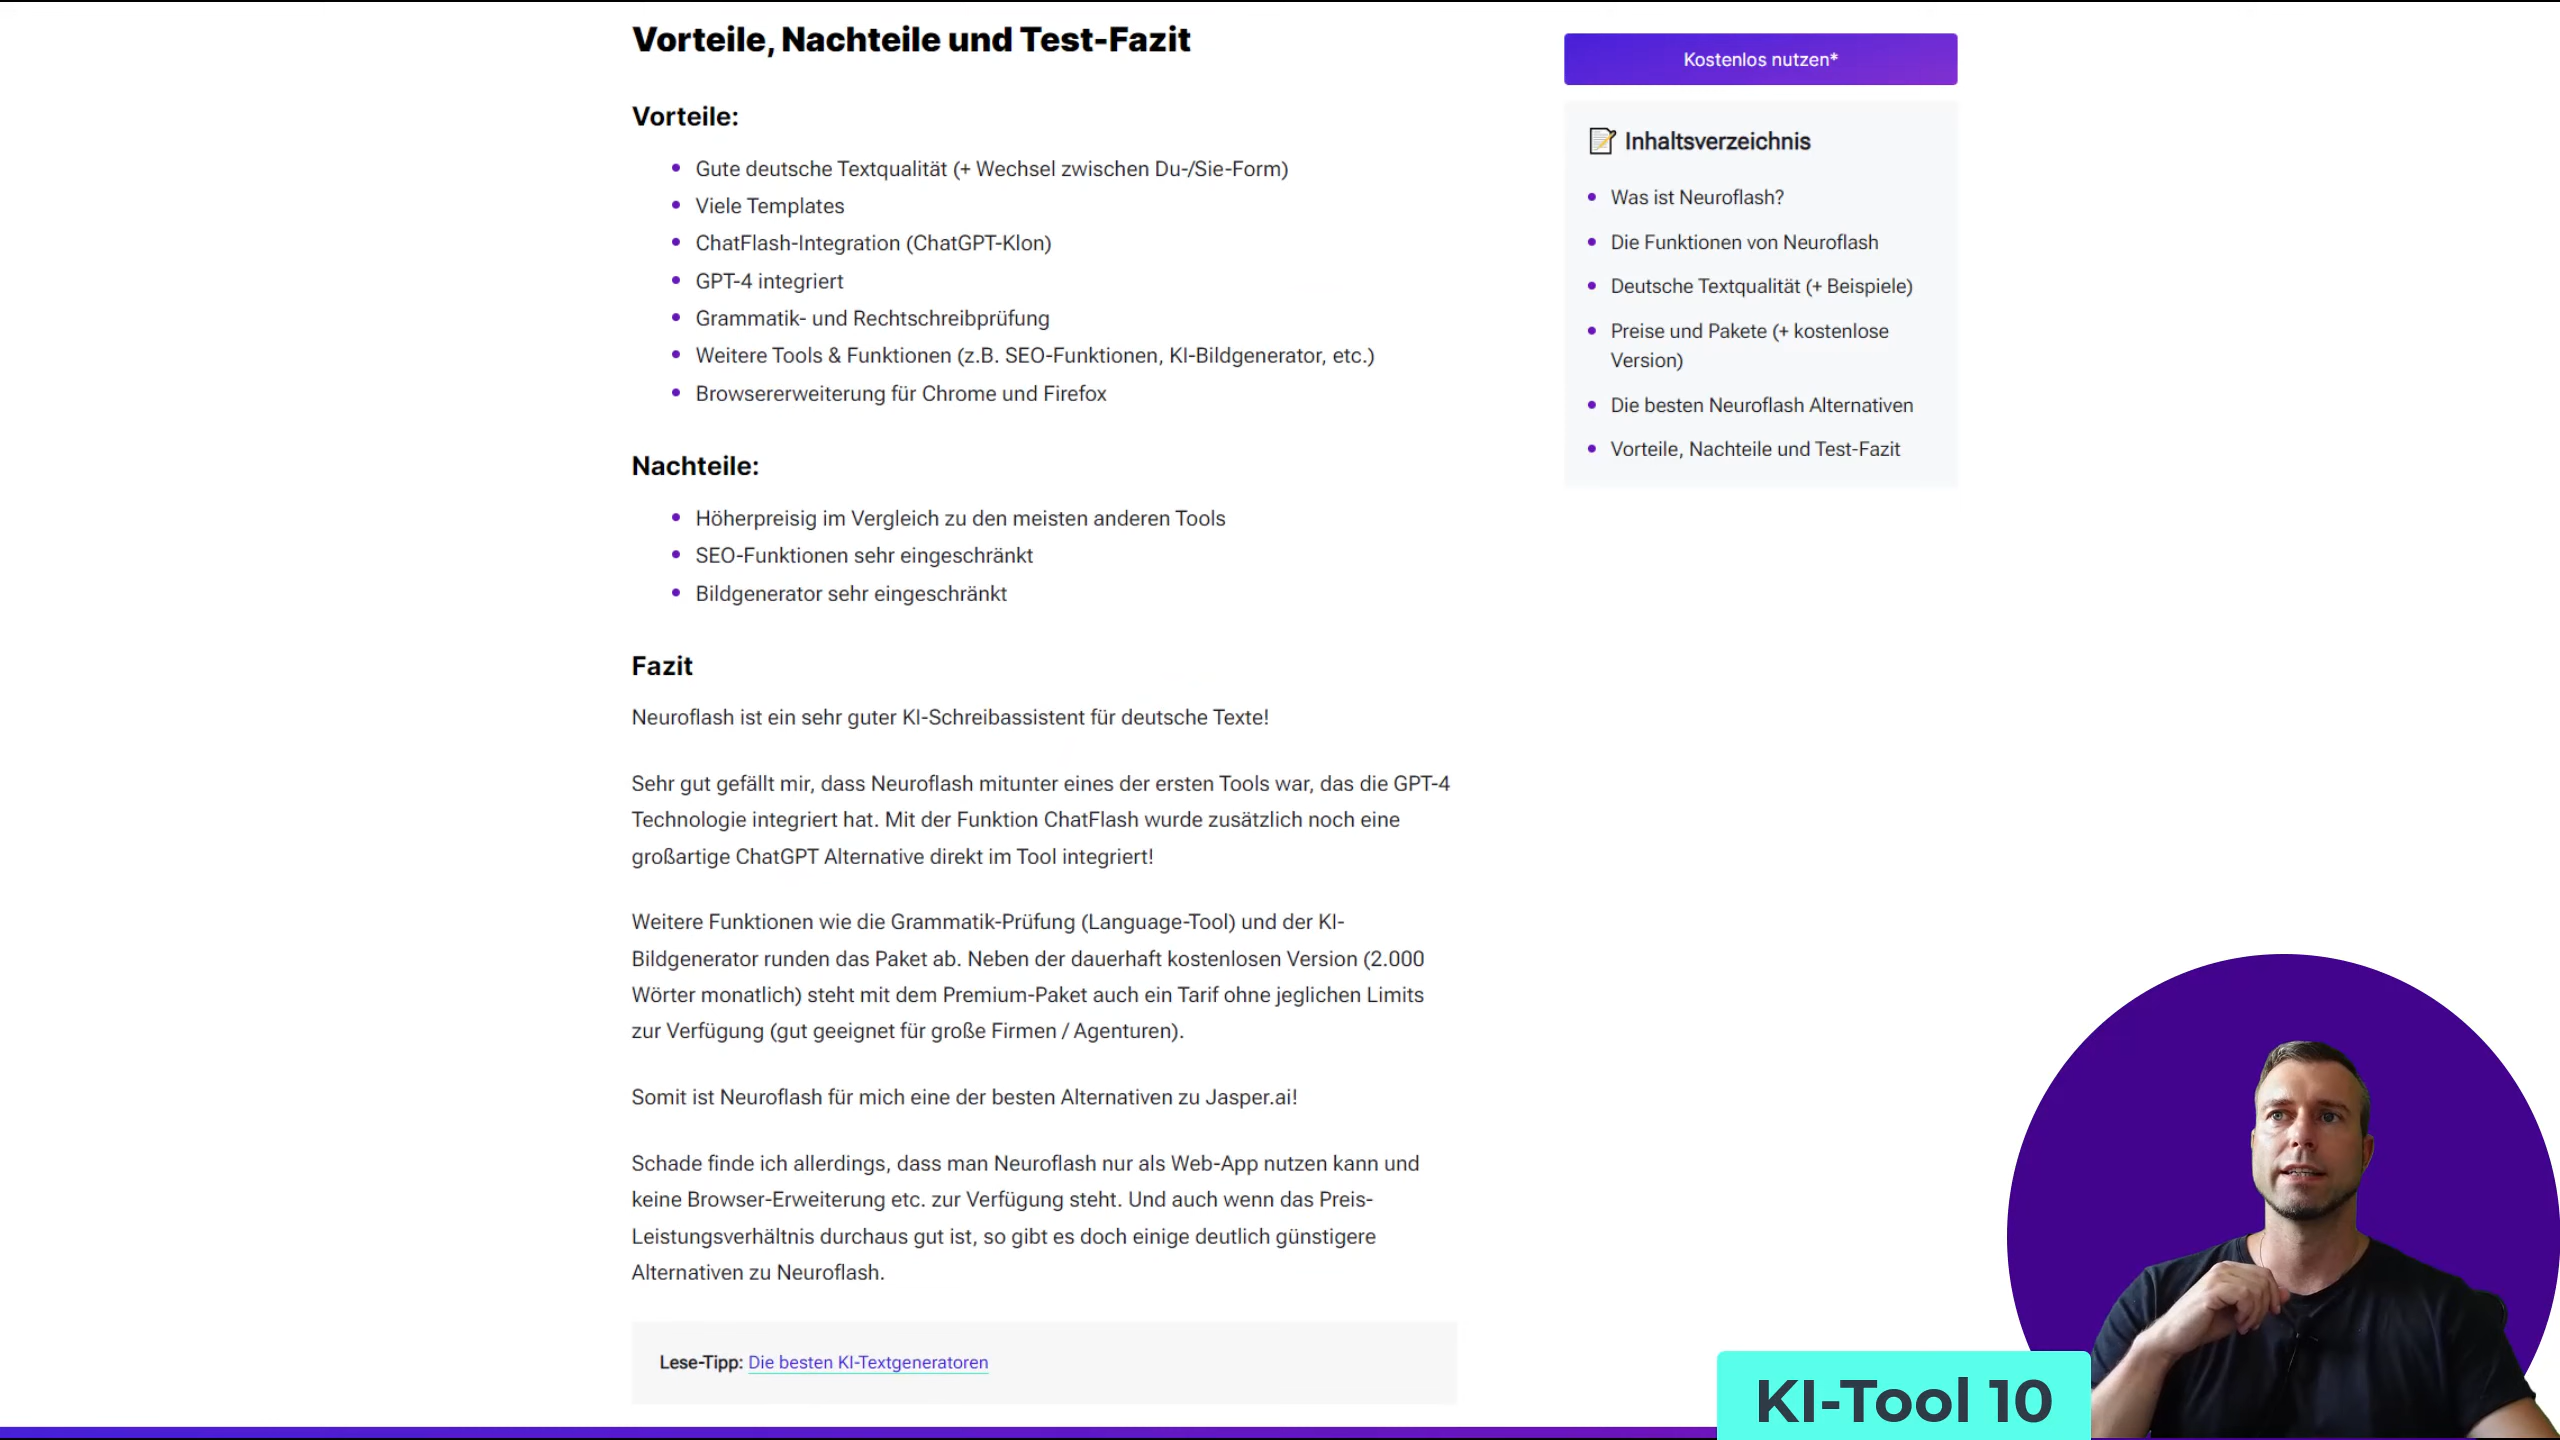 Vorteile, Nachteile und Test-Fazit
Vorteile:
Gute deutsche Textqualität (+ Wechsel zwischen Du-/Sie-Form)
Viele Templates
ChatFlash-Integration (ChatGPT-Klon)
GPT-4 integriert
Grammatik- und Rechtschreibprüfung
Weitere Tools & Funktionen (z.B. SEO-Funktionen, KI-Bildgenerator, etc.)
Browsererweiterung für Chrome und Firefox
Nachteile:
Höherpreisig im Vergleich zu den meisten anderen Tools
SEO-Funktionen sehr eingeschränkt
Bildgenerator sehr eingeschränkt
Fazit
Neuroflash ist ein sehr guter KI-Schreibassistent für deutsche Texte!
Sehr gut gefällt mir, dass Neuroflash mitunter eines der ersten Tools war, das die GPT-4
Technologie integriert hat. Mit der Funktion ChatFlash wurde zusätzlich noch eine
großartige ChatGPT Alternative direkt im Tool integriert!
Weitere Funktionen wie die Grammatik-Prüfung (Language-Tool) und der KI-
Bildgenerator runden das Paket ab. Neben der dauerhaft kostenlosen Version (2.000
Wörter monatlich) steht mit dem Premium-Paket auch ein Tarif ohne jeglichen Limits
zur Verfügung (gut geeignet für große Firmen / Agenturen).
Somit ist Neuroflash für mich eine der besten Alternativen zu Jasper.ai!
Schade finde ich allerdings, dass man Neuroflash nur als Web-App nutzen kann und
keine Browser-Erweiterung etc. zur Verfügung steht. Und auch wenn das Preis-
Leistungsverhältnis durchaus gut ist, so gibt es doch einige deutlich günstigere
Alternativen zu Neuroflash.
Lese-Tipp: Die besten KI-Textgeneratoren
Kostenlos nutzen*
Inhaltsverzeichnis
Was ist Neuroflash?
Die Funktionen von Neuroflash
Deutsche Textqualität (+ Beispiele)
Preise und Pakete (+ kostenlose
Version)
Die besten Neuroflash Alternativen
Vorteile, Nachteile und Test-Fazit
KI-Tool 10